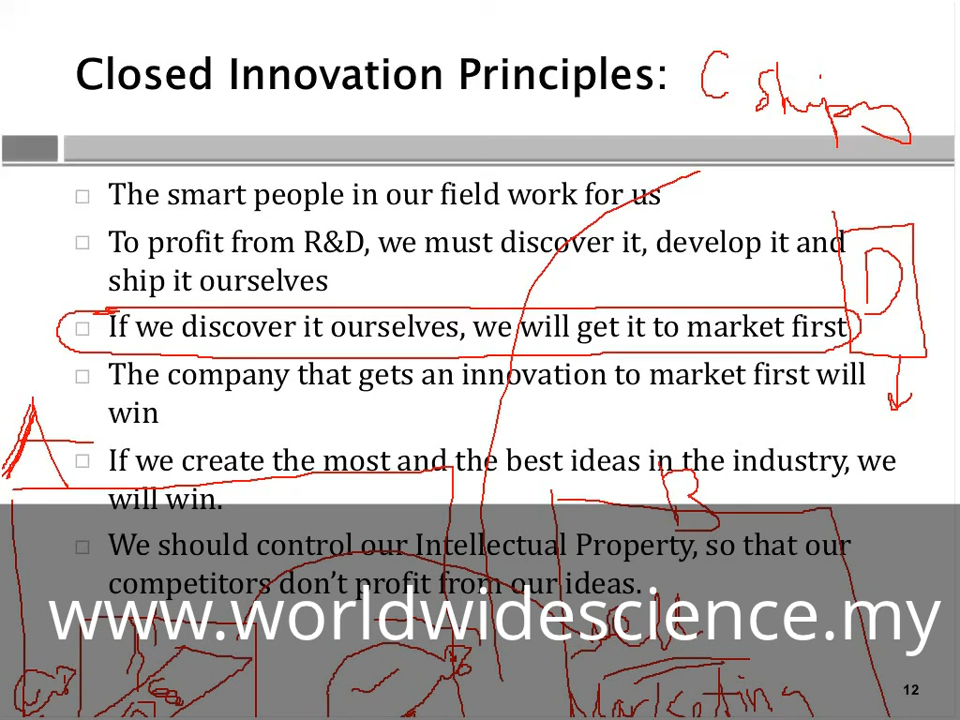 Closed Innovation Principles:
C
The smart people in our field work for us
To profit from R&D, we must discover it, develop it and
ship it ourselves
D
If we discover it ourselves, we will get it to market first
The company that gets an innovation to market first will
win
A
If we create the most and the best ideas in the industry, we
B
will win.
We should control our Intellectual Property, so that our
competitors don’t profit from our ideas.
www.worldwidescience.my
Marketing
12